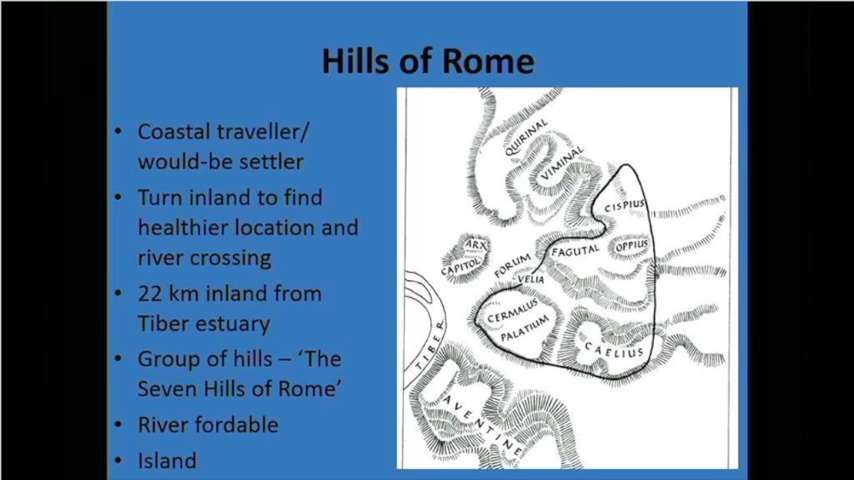 Hills of Rome
• Coastal traveller/
would-be settler
• Turn inland to find
healthier location and
river crossing
• 22 km inland from
Tiber estuary
• Group of hills – ‘The
Seven Hills of Rome’
• River fordable
• Island
QUIRINAL
VIMINAL
CISPIUS
ARX
CAPITOL
FORUM
FAGUTAL
OPPIUS
VELIA
CERMALUS
PALATIUM
CAELIUS
TIBER
AVENTINE